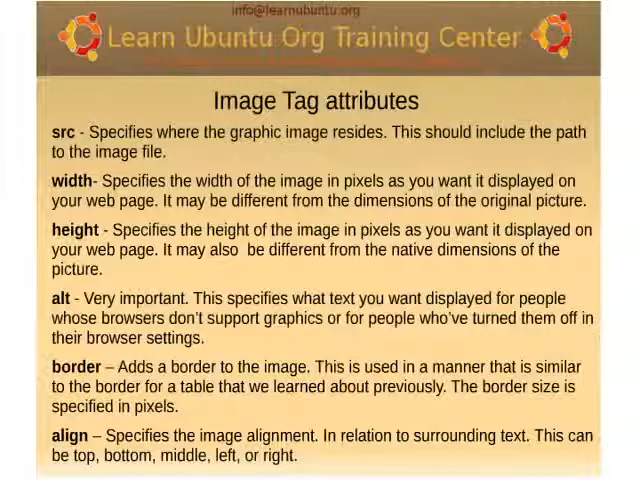 info@learnubuntu.org
Learn Ubuntu Org Training Center
Image Tag attributes
src - Specifies where the graphic image resides. This should include the path
to the image file.
width- Specifies the width of the image in pixels as you want it displayed on
your web page. It may be different from the dimensions of the original picture.
height - Specifies the height of the image in pixels as you want it displayed on
your web page. It may also  be different from the native dimensions of the
picture.
alt - Very important. This specifies what text you want displayed for people
whose browsers don’t support graphics or for people who’ve turned them off in
their browser settings.
border – Adds a border to the image. This is used in a manner that is similar
to the border for a table that we learned about previously. The border size is
specified in pixels.
align – Specifies the image alignment. In relation to surrounding text. This can
be top, bottom, middle, left, or right.